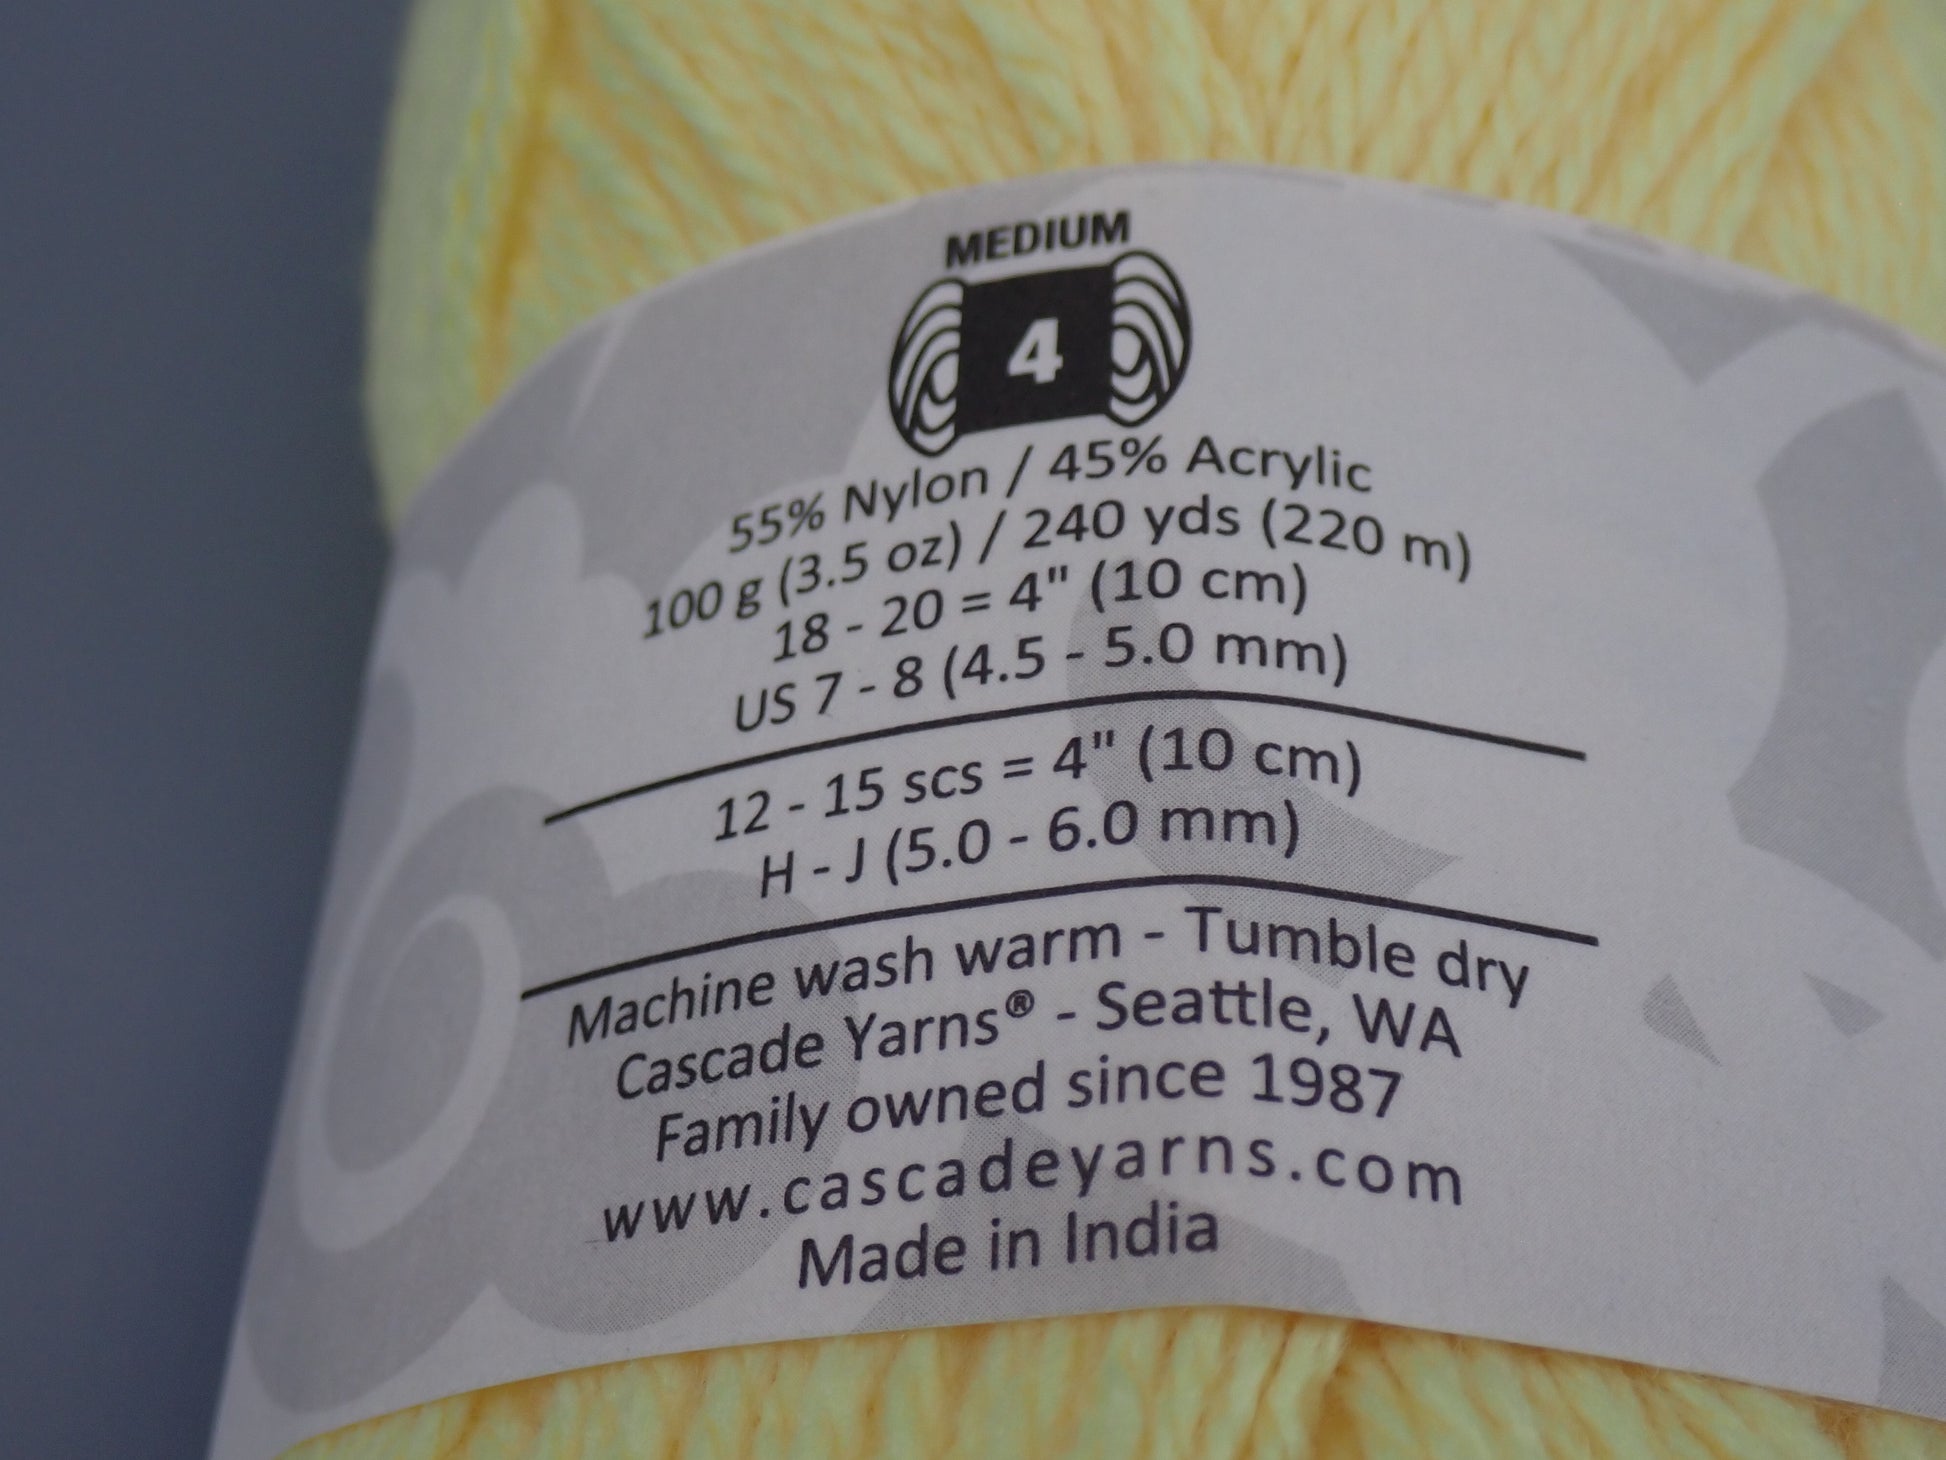 MEDIUM
4
55% Nylon / 45% Acrylic
100 g (3.5 oz) / 240 yds (220 m)
18 - 20 = 4" (10 cm)
US 7 - 8 (4.5 - 5.0 mm)
12 - 15 scs = 4" (10 cm)
H - J (5.0 - 6.0 mm)
Machine wash warm - Tumble dry
Cascade Yarns® - Seattle, WA
Family owned since 1987
www.cascadeyarns.com
Made in India